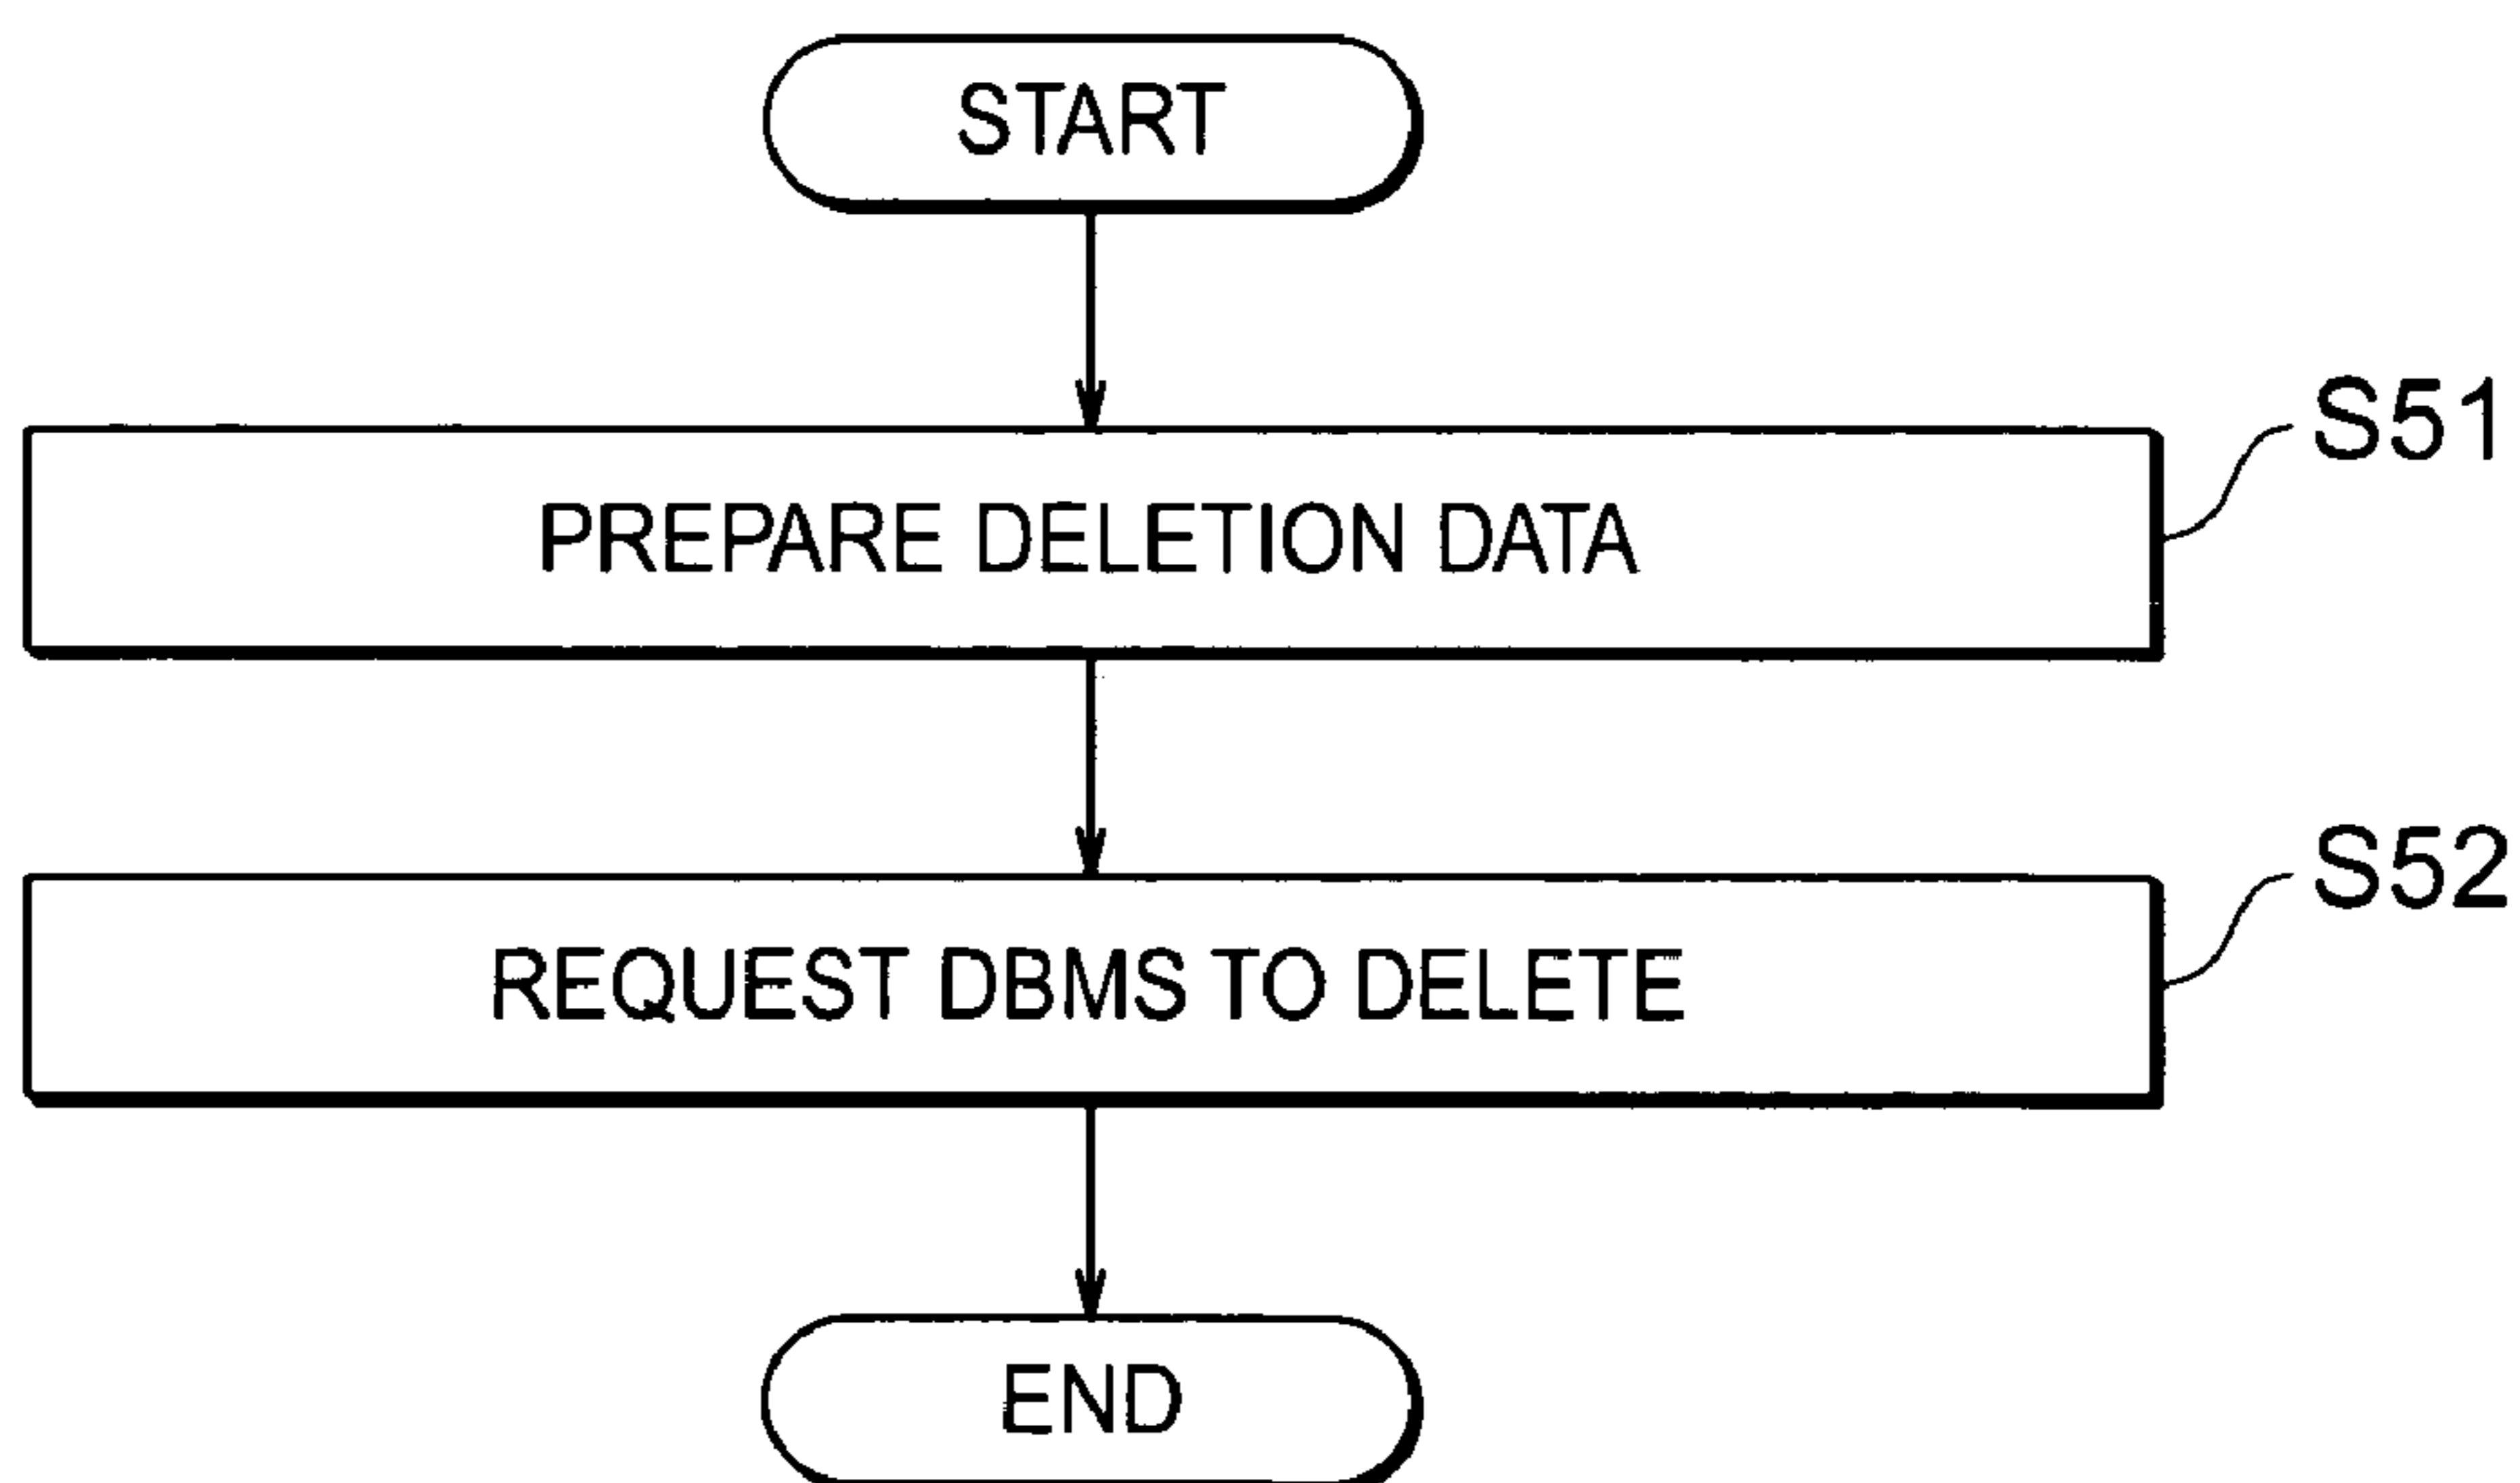 START
S51
PREPARE DELETION DATA
S52
REQUEST DBMS TO DELETE
END